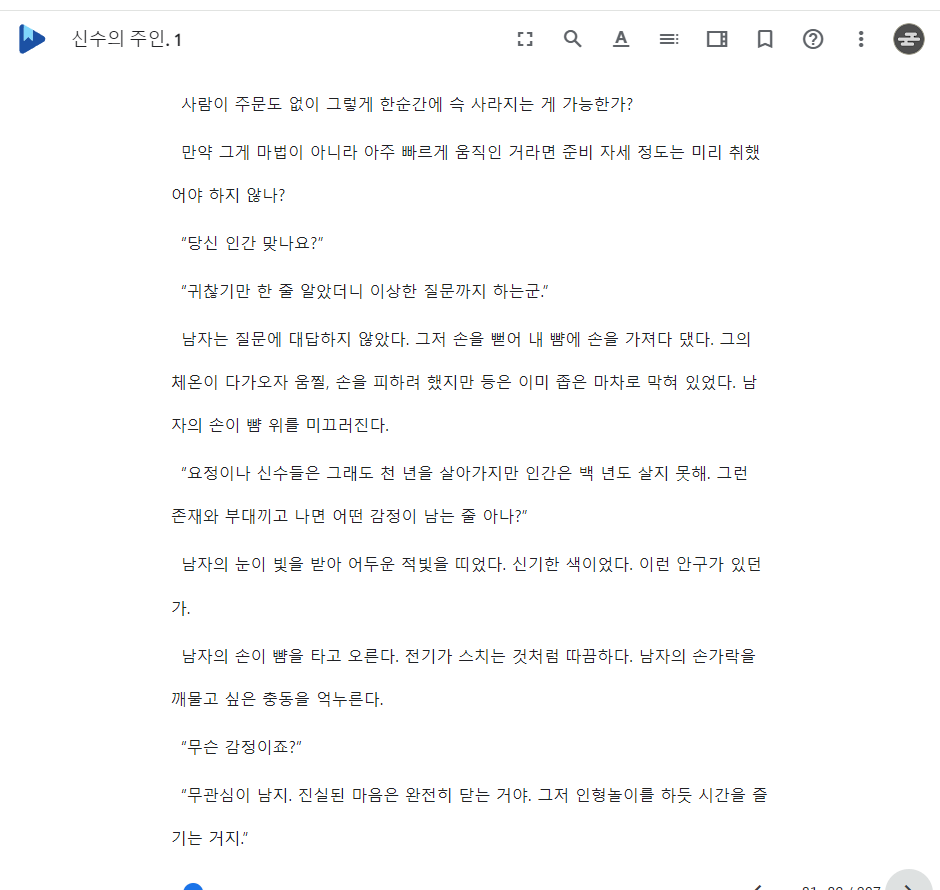 신수의 주인. 1
사람이 주문도 없이 그렇게 한순간에 슥 사라지는 게 가능한가?
만약 그게 마법이 아니라 아주 빠르게 움직인 거라면 준비 자세 정도는 미리 취했
어야 하지 않나?
"당신 인간 맞나요?"
"귀찮기만 한 줄 알았더니 이상한 질문까지 하는군."
남자는 질문에 대답하지 않았다. 그저 손을 뻗어 내 뺨에 손을 가져다 댔다. 그의
체온이 다가오자 움찔, 손을 피하려 했지만 등은 이미 좁은 마차로 막혀 있었다. 남
자의 손이 뺨 위를 미끄러진다.
"요정이나 신수들은 그래도 천 년을 살아가지만 인간은 백 년도 살지 못해. 그런
존재와 부대끼고 나면 어떤 감정이 남는 줄 아나?"
남자의 눈이 빛을 받아 어두운 적빛을 띠었다. 신기한 색이었다. 이런 안구가 있던
가.
남자의 손이 뺨을 타고 오른다. 전기가 스치는 것처럼 따끔하다. 남자의 손가락을
깨물고 싶은 충동을 억누른다.
"무슨 감정이죠?"
"무관심이 남지. 진실된 마음은 완전히 닫는 거야. 그저 인형놀이를 하듯 시간을 즐
기는 거지."